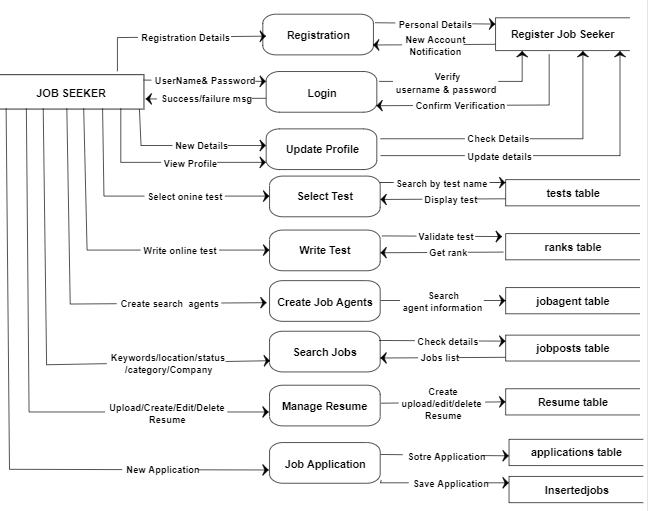 Registration Details
Registration
Personal Details
New Account
Notification
Register Job Seeker
JOB SEEKER
UserName& Password
Success/failure msg
Login
Verify
username & password
Confirm Verification
New Details
View Profile
Update Profile
Check Details
Update details
Select onine test
Select Test
Search by test name
Display test
tests table
Write online test
Write Test
Validate test
Get rank
ranks table
Create search agents
Create Job Agents
Search
agent information
jobagent table
Keywords/location/status
/category/Company
Search Jobs
Check details
Jobs list
jobposts table
Upload/Create/Edit/Delete
Resume
Manage Resume
Create
upload/edit/delete
Resume
Resume table
New Application
Job Application
Sotre Application
Save Application
applications table
Insertedjobs